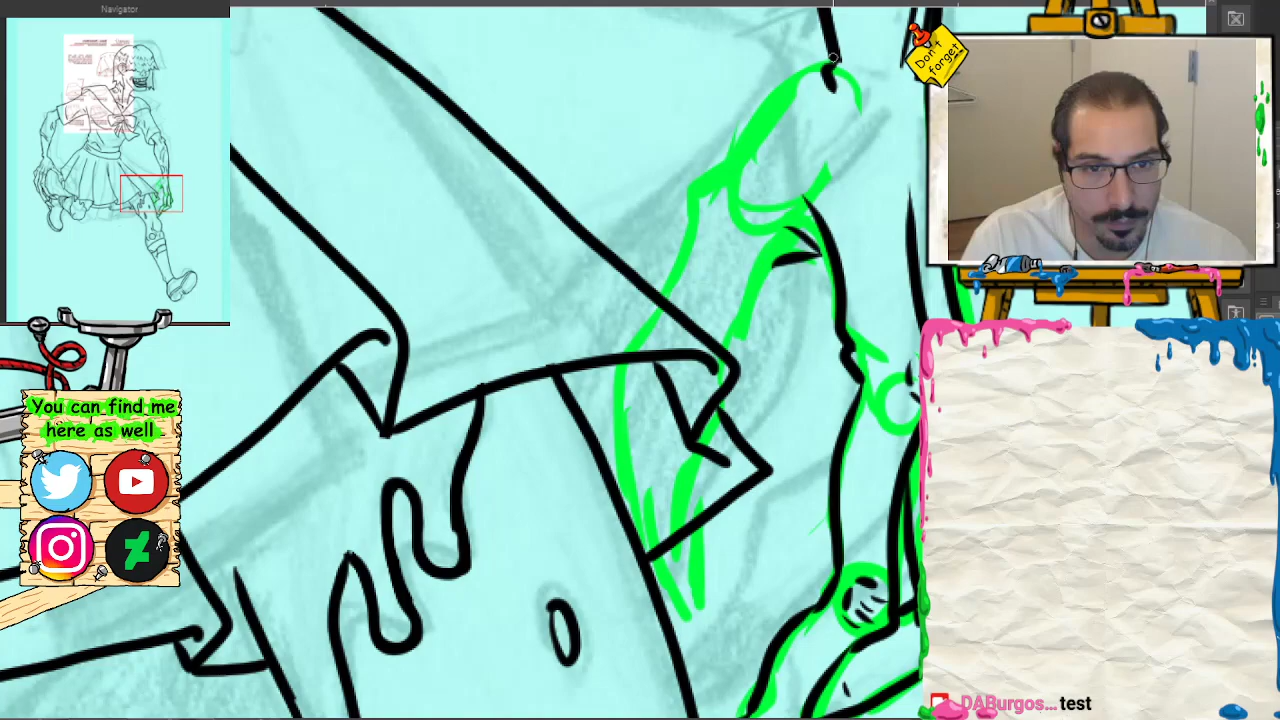 Navigator
Don't
forget
You can find me
here as well
DABurgos... test